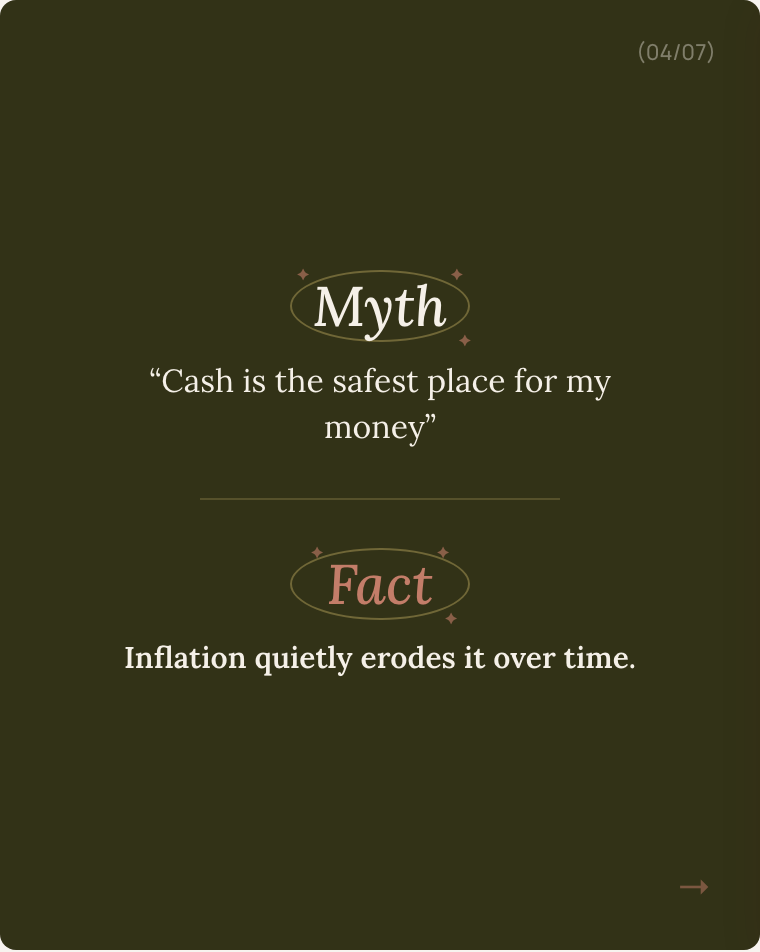 (04/07)
Myth
“Cash is the safest place for my
money”
Fact
Inflation quietly erodes it over time.